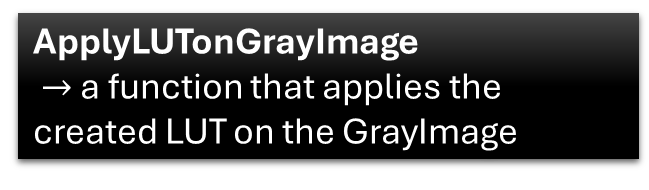 ApplyLUTonGrayImage
→ a function that applies the
created LUT on the GrayImage